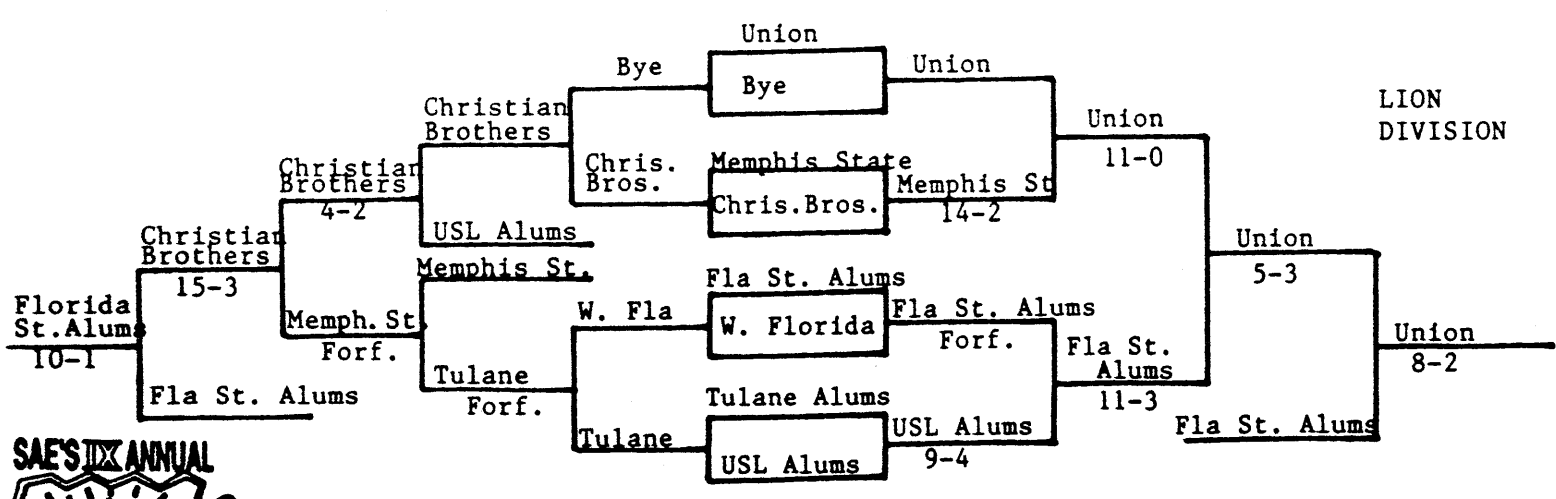 Union
Bye
Bye
Union
LION
DIVISION
Christian
Brothers
Union
11-0
Christian
Brothers
4-2
Chris.
Bros.
Memphis State
Chris.Bros.
Memphis St
14-2
Christian
Brothers
15-3
USL Alums
Union
5-3
Memphis St.
Fla St. Alums
W. Florida
Florida
St.Alums
10-1
Memph. St
Forf.
W. Fla
Fla St. Alums
Forf.
Fla St.
Alums
11-3
Union
8-2
Tulane
Forf.
Fla St. Alums
Tulane Alums
USL Alums
9-4
Fla St. Alums
Tulane
USL Alums
SAE'S IIX ANNUAL